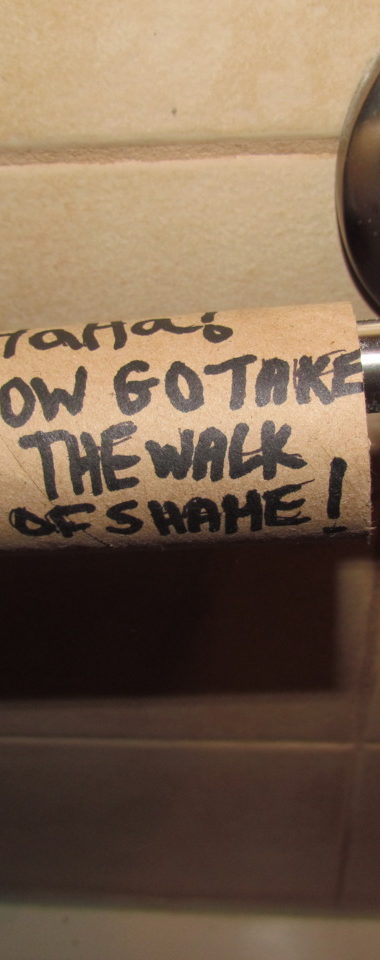 HaHa!
OW GO TAKE
THE WALK
OF SHAME!